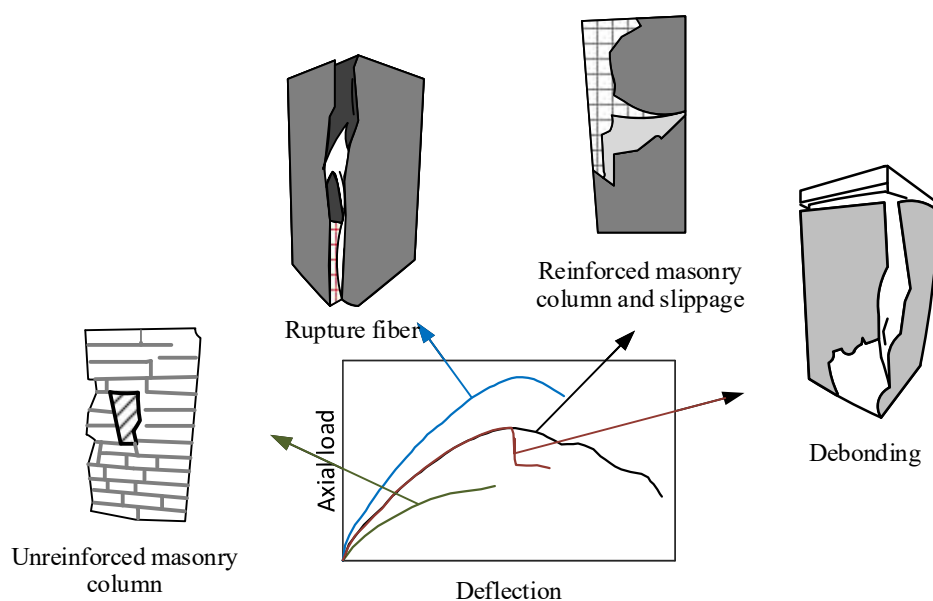 Reinforced masonry
column and slippage
Rupture fiber
Debonding
Axial load
Unreinforced masonry
column
Deflection